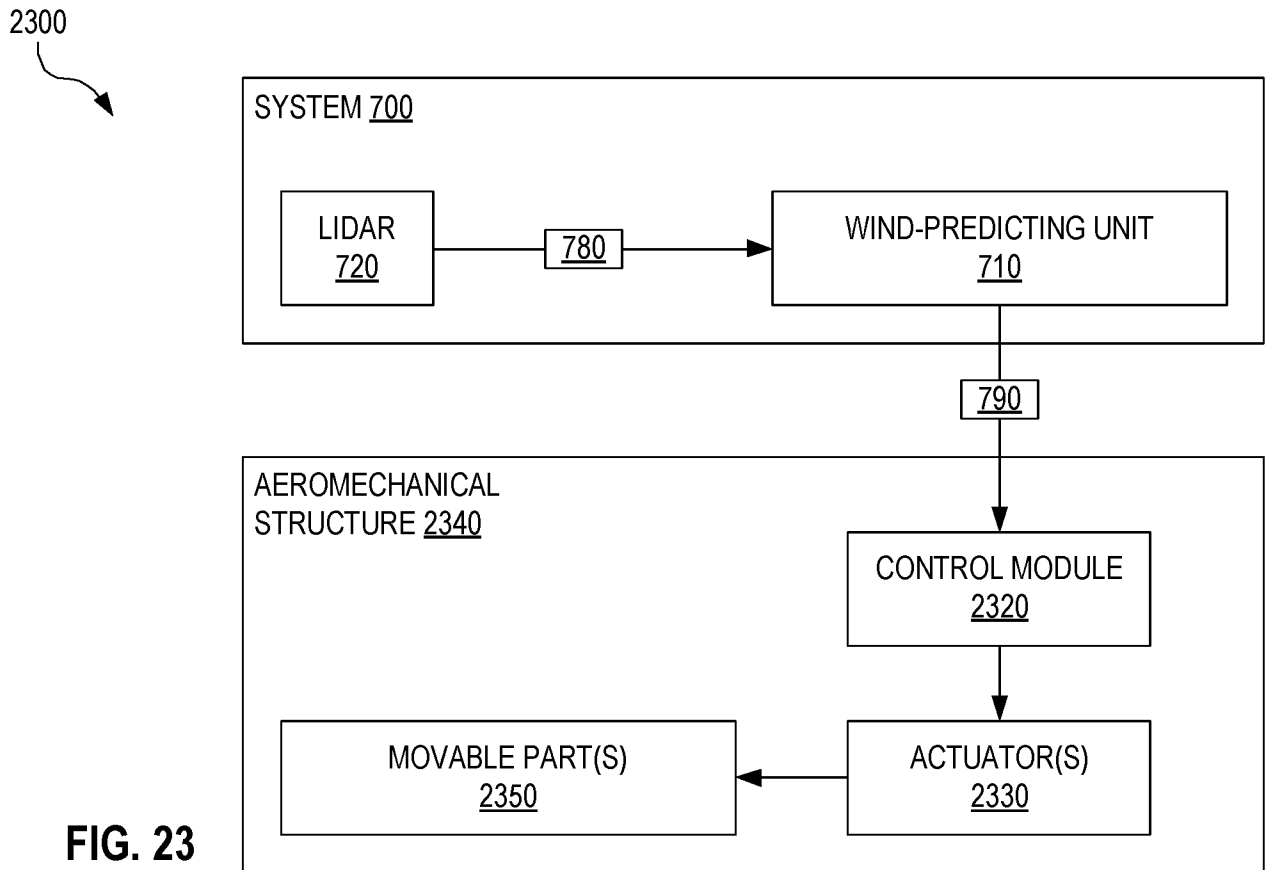 2300
SYSTEM 700
LIDAR
720
780
WIND-PREDICTING UNIT
710
790
AEROMECHANICAL
STRUCTURE 2340
CONTROL MODULE
2320
MOVABLE PART(S)
2350
ACTUATOR(S)
2330
FIG. 23